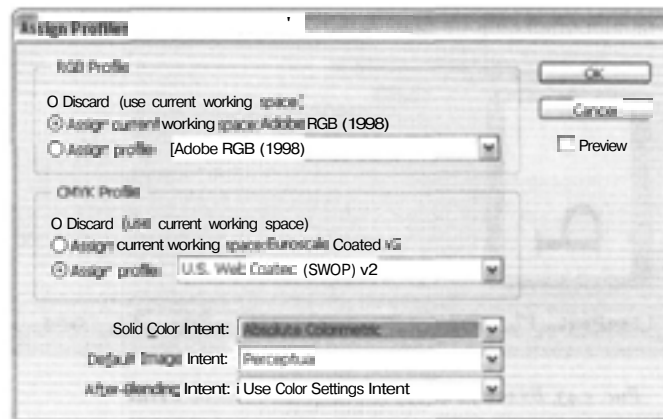 Assign Profiles
RGB Profile
O Discard (use current working space)
Assign current working space: Adobe RGB (1998)
Assign profile: [Adobe RGB (1998)
OK
Cancel
Preview
CMYK Profile
O Discard (use current working space)
Assign current working space: Euroscale Coated v2
Assign profile: U.S. Web Coated (SWOP) v2
Solid Color Intent: Absolute Colormetric
Default Image Intent: Perceptual
After-Blending Intent: i Use Color Settings Intent